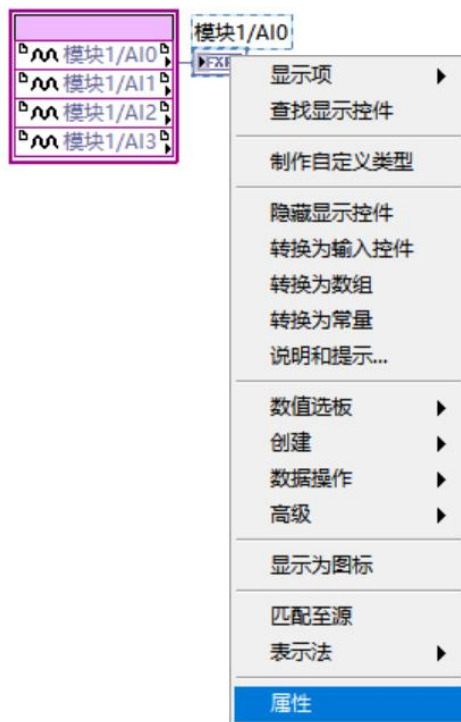 模块1/AI0
模块1/AI0
模块1/AI1
模块1/AI2
模块1/AI3
显示项
查找显示控件
制作自定义类型
隐藏显示控件
转换为输入控件
转换为数组
转换为常量
说明和提示...
数值选板
创建
数据操作
高级
显示为图标
匹配至源
表示法
属性